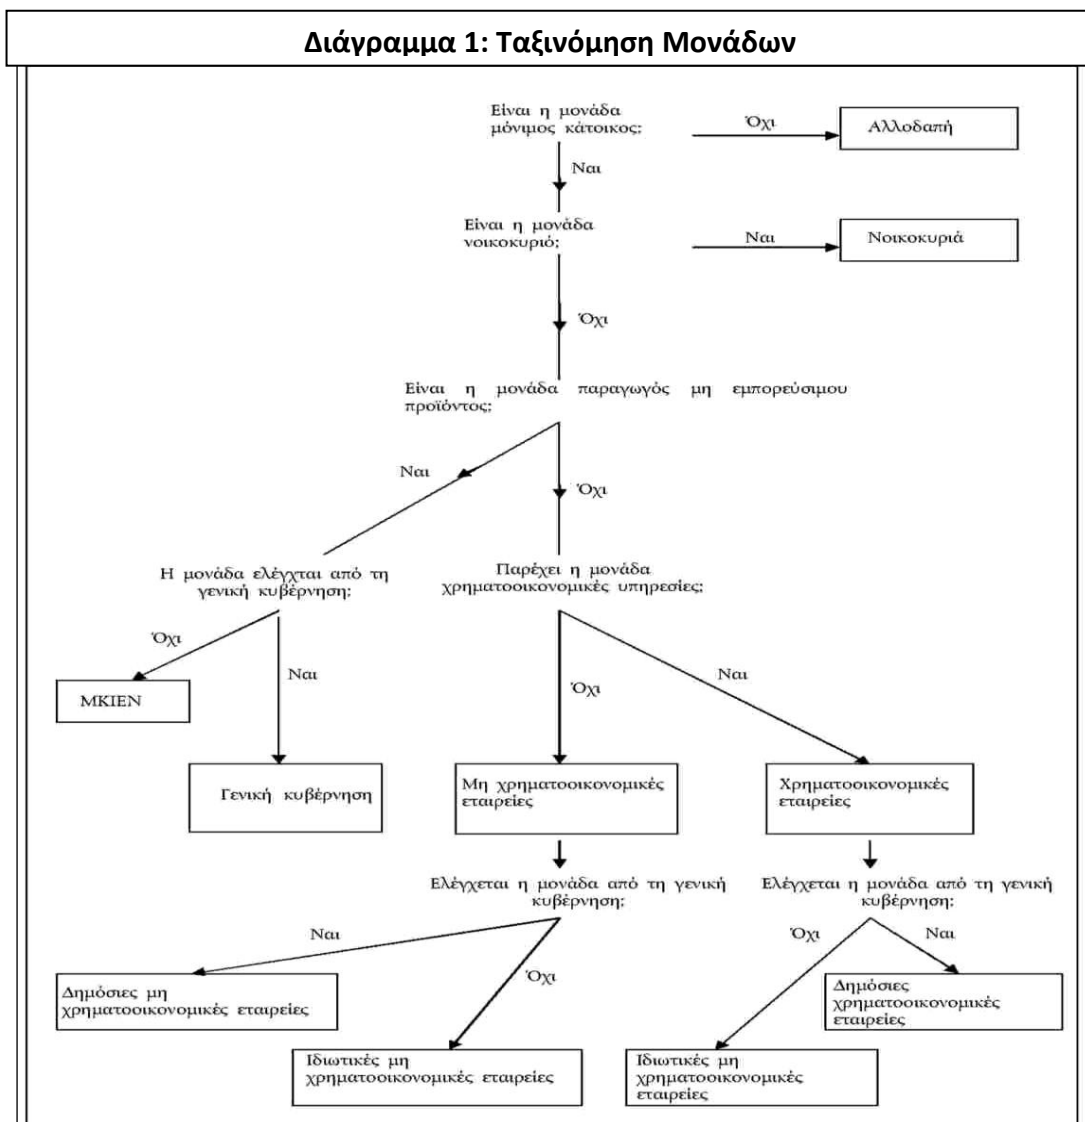 Διάγραμμα 1: Ταξινόμηση Μονάδων
Είναι η μονάδα
μόνιμος κάτοικος;
Όχι
Αλλοδαπή
Ναι
Είναι η μονάδα
νοικοκυριό;
Ναι
Νοικοκυριά
Όχι
Είναι η μονάδα παραγωγός μη εμπορεύσιμου
προϊόντος;
Ναι
Όχι
Η μονάδα ελέγχται από τη
γενική κυβέρνηση;
Παρέχει η μονάδα
χρηματοοικονομικές υπηρεσίες;
Όχι
Ναι
Όχι
Ναι
ΜΚΙΕΝ
Γενική κυβέρνηση
Μη χρηματοοικονομικές
εταιρείες
Χρηματοοικονομικές
εταιρείες
Ελέγχεται η μονάδα από τη γενική
κυβέρνηση;
Ελέγχεται η μονάδα από τη γενική
κυβέρνηση;
Ναι
Όχι
Όχι
Ναι
Δημόσιες μη
χρηματοοικονομικές εταιρείες
Ιδιωτικές μη
χρηματοοικονομικές εταιρείες
Ιδιωτικές μη
χρηματοοικονομικές
εταιρείες
Δημόσιες
χρηματοοικονομικές
εταιρείες